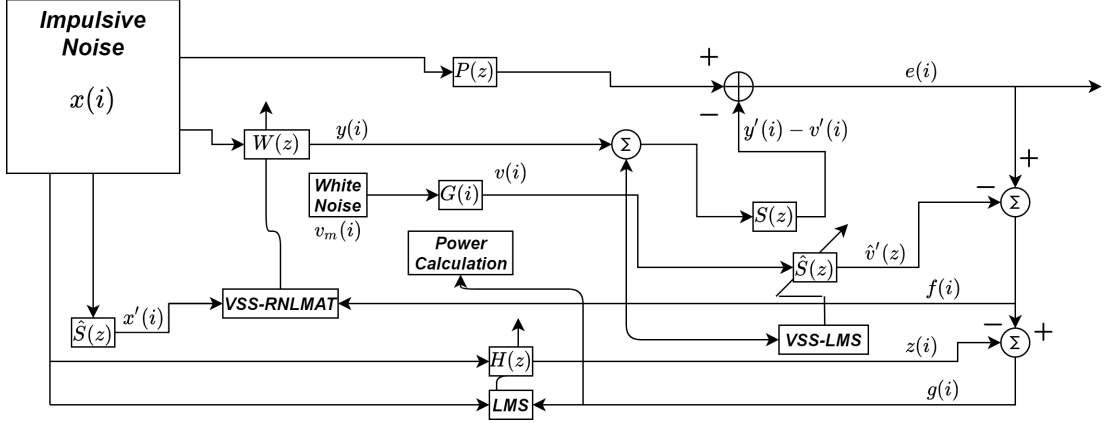 Impulsive
Noise
x(i)
P(z)
+
−
e(i)
W(z)
y(i)
Σ
y′(i) − v′(i)
White
Noise
v_m(i)
G(i)
v(i)
S(z)
+
−
Σ
Power
Calculation
Ŝ(z)
v̂′(z)
Ŝ(z)
x′(i)
VSS-RNLMAT
f(i)
VSS-LMS
−
+
Σ
H(z)
z(i)
LMS
g(i)